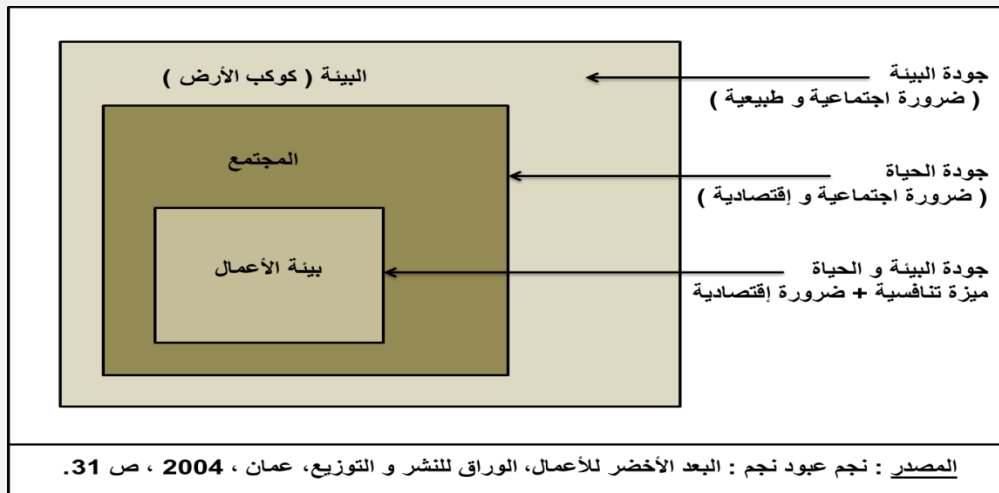 البيئة ( كوكب الأرض )
جودة البيئة
( ضرورة اجتماعية و طبيعية )
المجتمع
جودة الحياة
( ضرورة اجتماعية و إقتصادية )
بيئة الأعمال
جودة البيئة و الحياة
ميزة تنافسية + ضرورة إقتصادية
المصدر : نجم عبود نجم : البعد الأخضر للأعمال، الوراق للنشر و التوزيع، عمان ، 2004 ، ص 31.